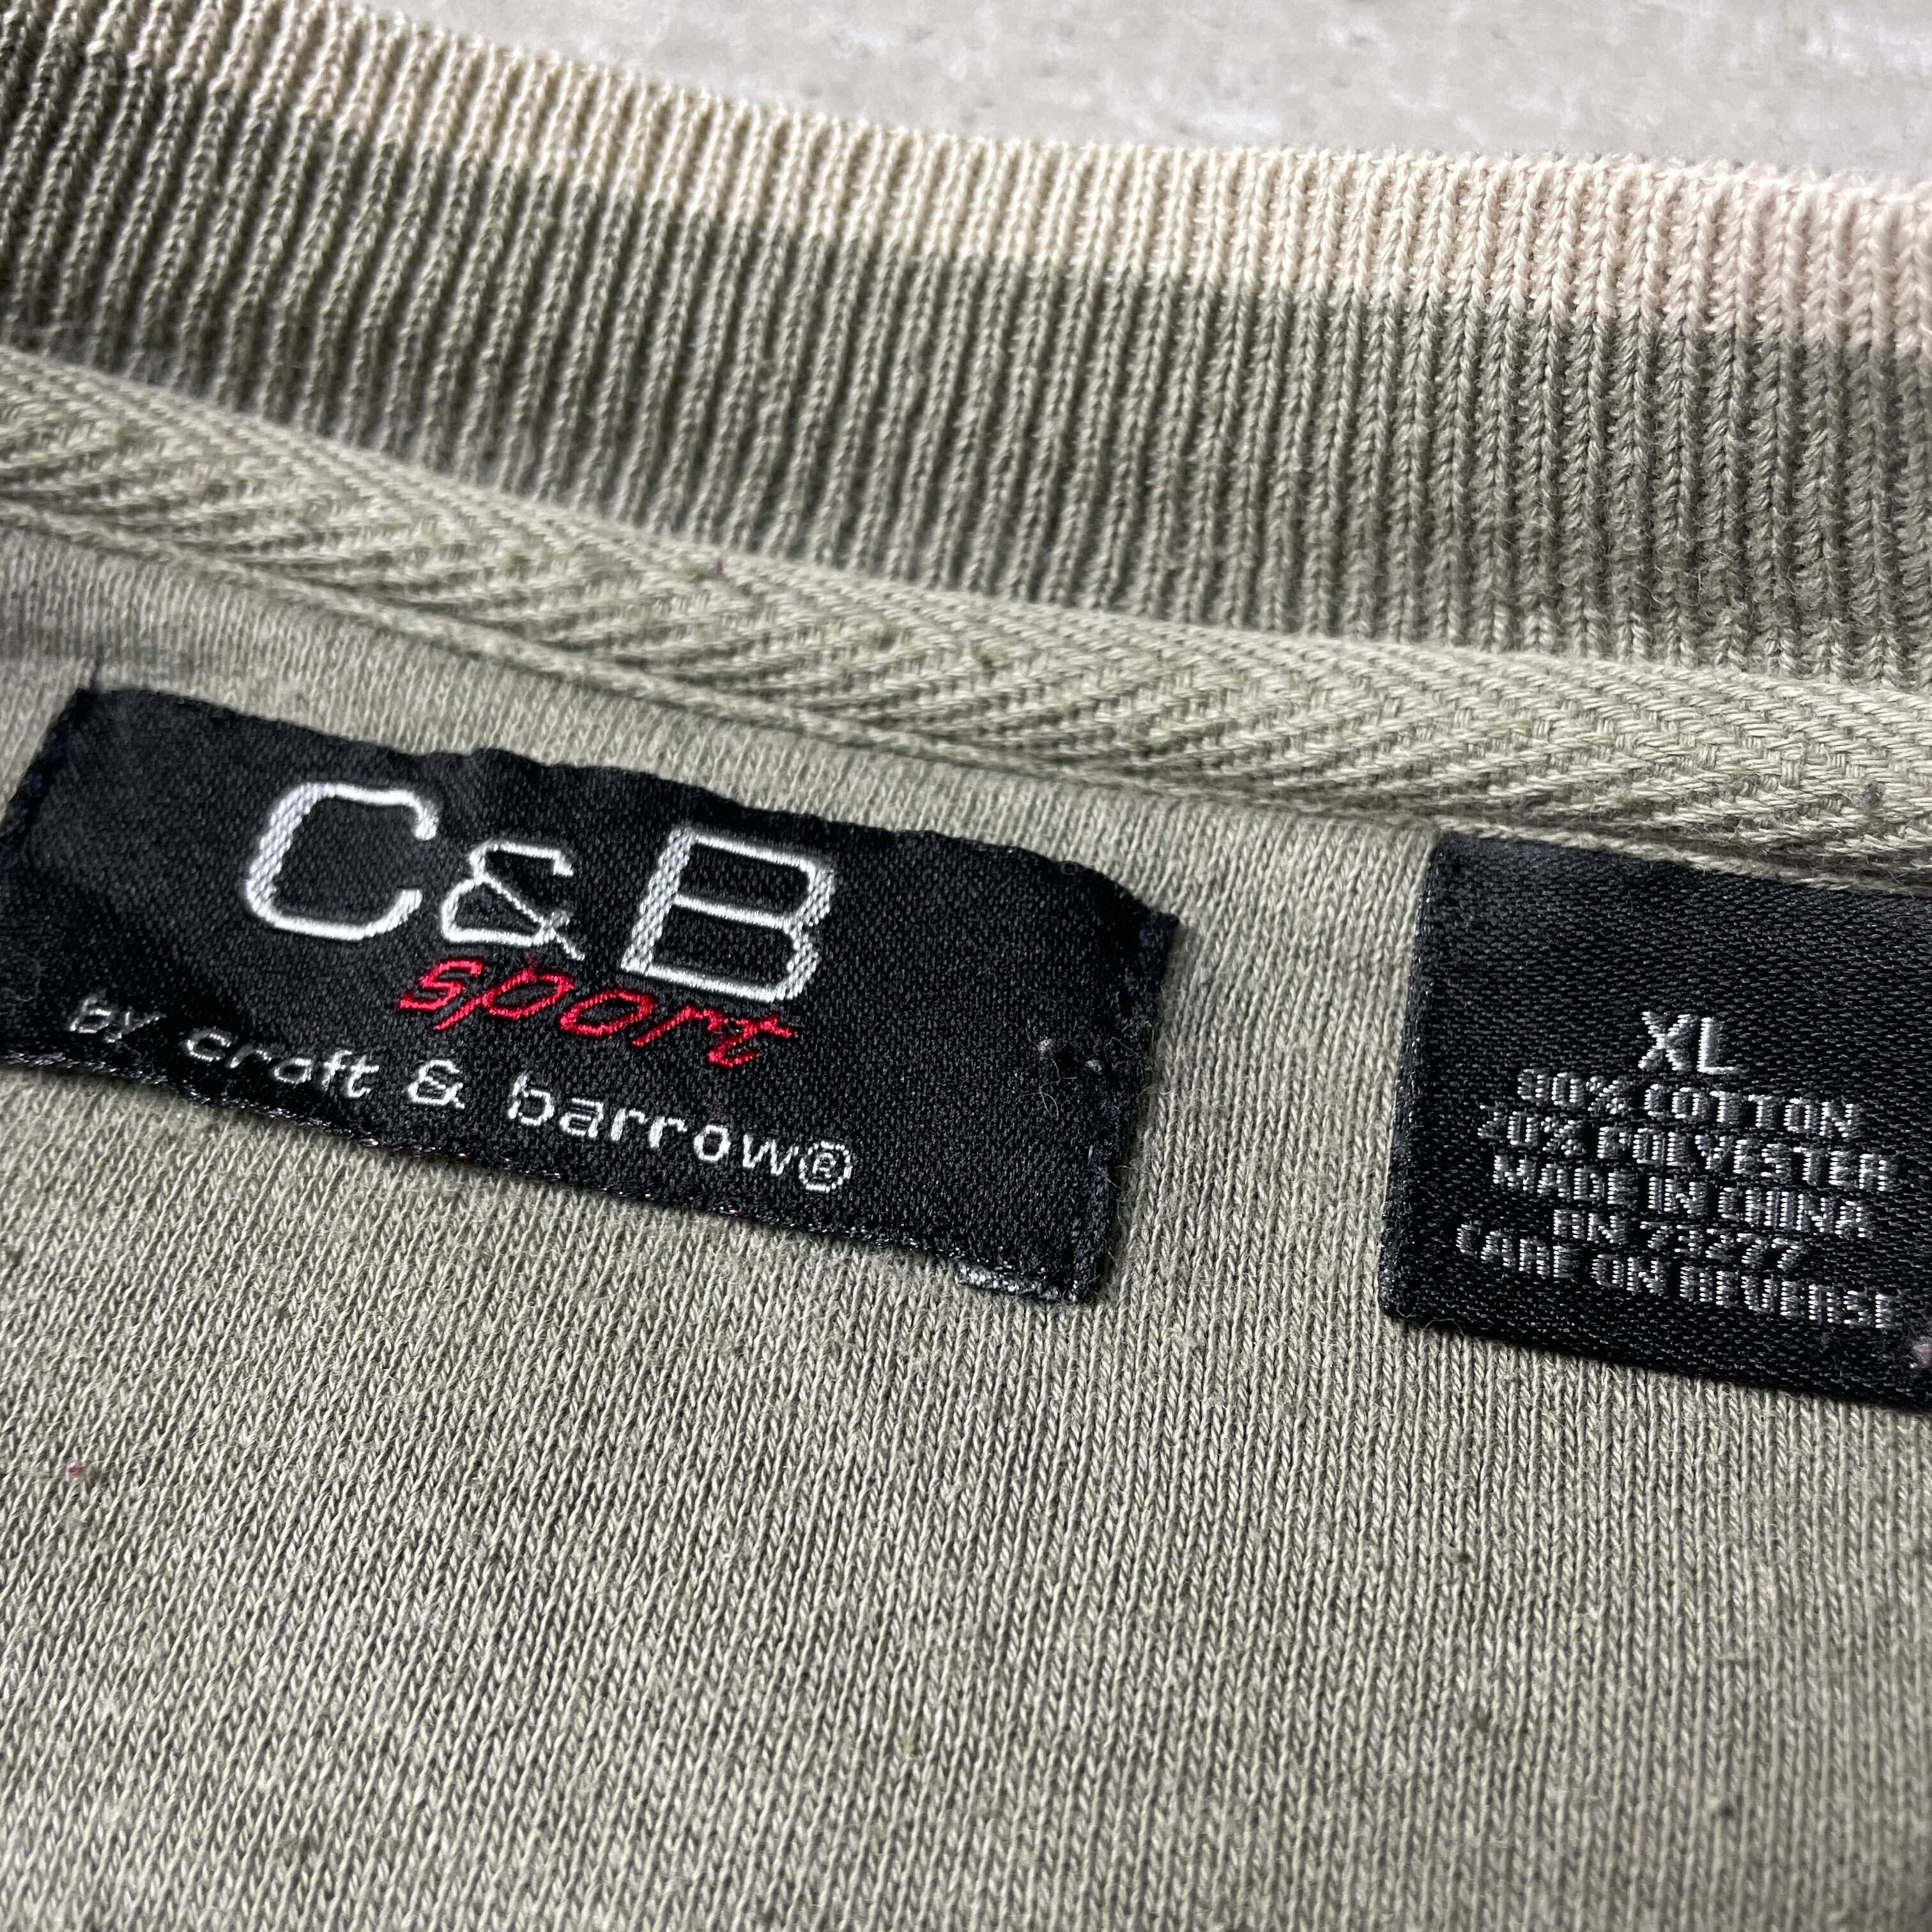 C&B
sport
by croft & barrow®
XL
80% COTTON
20% POLYESTER
MADE IN CHINA
RN 73277
CARE ON REVERSE